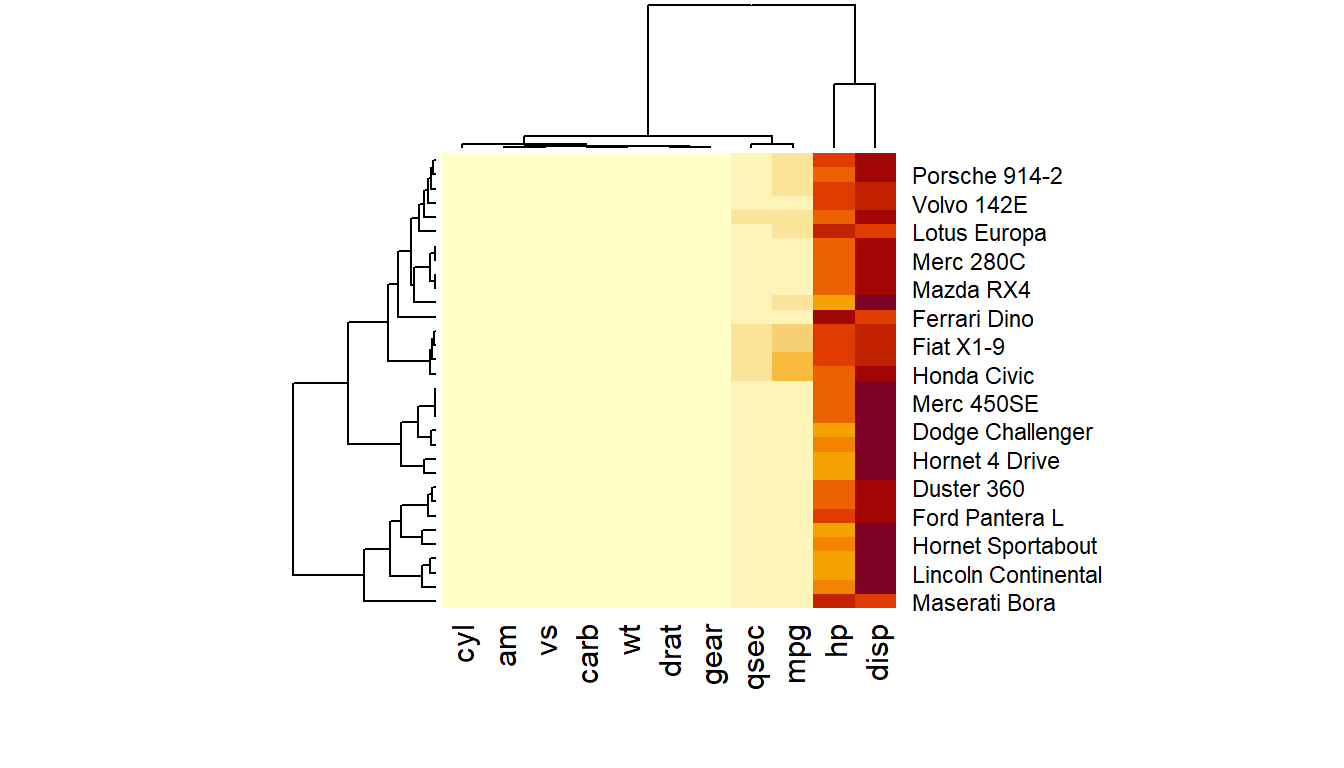 Porsche 914-2
Volvo 142E
Lotus Europa
Merc 280C
Mazda RX4
Ferrari Dino
Fiat X1-9
Honda Civic
Merc 450SE
Dodge Challenger
Hornet 4 Drive
Duster 360
Ford Pantera L
Hornet Sportabout
Lincoln Continental
Maserati Bora
cyl
am
vs
carb
wt
drat
gear
qsec
mpg
hp
disp